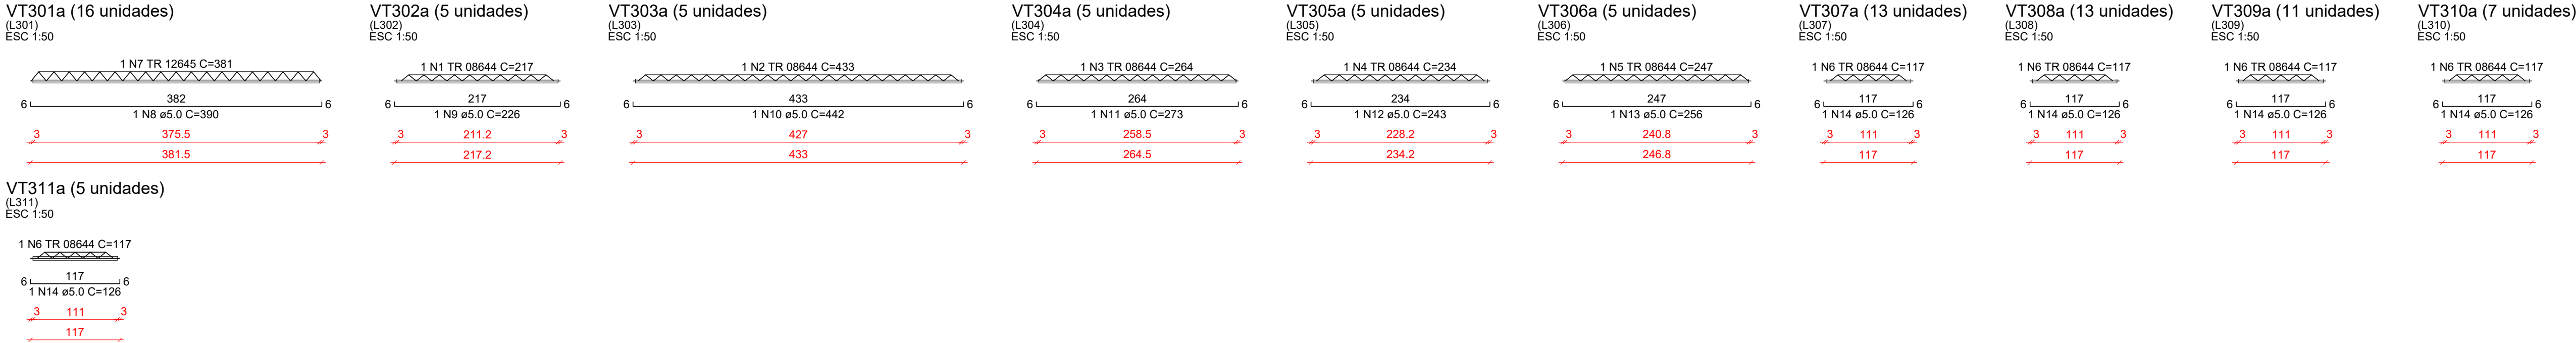 VT301a (16 unidades)
(L301)
ESC 1:50
1 N7 TR 12645 C=381
382
6 6
1 N8 ø5.0 C=390
3 375.5 3
381.5
VT302a (5 unidades)
(L302)
ESC 1:50
1 N1 TR 08644 C=217
217
6 6
1 N9 ø5.0 C=226
3 211.2 3
217.2
VT303a (5 unidades)
(L303)
ESC 1:50
1 N2 TR 08644 C=433
433
6 6
1 N10 ø5.0 C=442
3 427 3
433
VT304a (5 unidades)
(L304)
ESC 1:50
1 N3 TR 08644 C=264
264
6 6
1 N11 ø5.0 C=273
3 258.5 3
264.5
VT305a (5 unidades)
(L305)
ESC 1:50
1 N4 TR 08644 C=234
234
6 6
1 N12 ø5.0 C=243
3 228.2 3
234.2
VT306a (5 unidades)
(L306)
ESC 1:50
1 N5 TR 08644 C=247
247
6 6
1 N13 ø5.0 C=256
3 240.8 3
246.8
VT307a (13 unidades)
(L307)
ESC 1:50
1 N6 TR 08644 C=117
117
6 6
1 N14 ø5.0 C=126
3 111 3
117
VT308a (13 unidades)
(L308)
ESC 1:50
1 N6 TR 08644 C=117
117
6 6
1 N14 ø5.0 C=126
3 111 3
117
VT309a (11 unidades)
(L309)
ESC 1:50
1 N6 TR 08644 C=117
117
6 6
1 N14 ø5.0 C=126
3 111 3
117
VT310a (7 unidades)
(L310)
ESC 1:50
1 N6 TR 08644 C=117
117
6 6
1 N14 ø5.0 C=126
3 111 3
117
VT311a (5 unidades)
(L311)
ESC 1:50
1 N6 TR 08644 C=117
117
6 6
1 N14 ø5.0 C=126
3 111 3
117